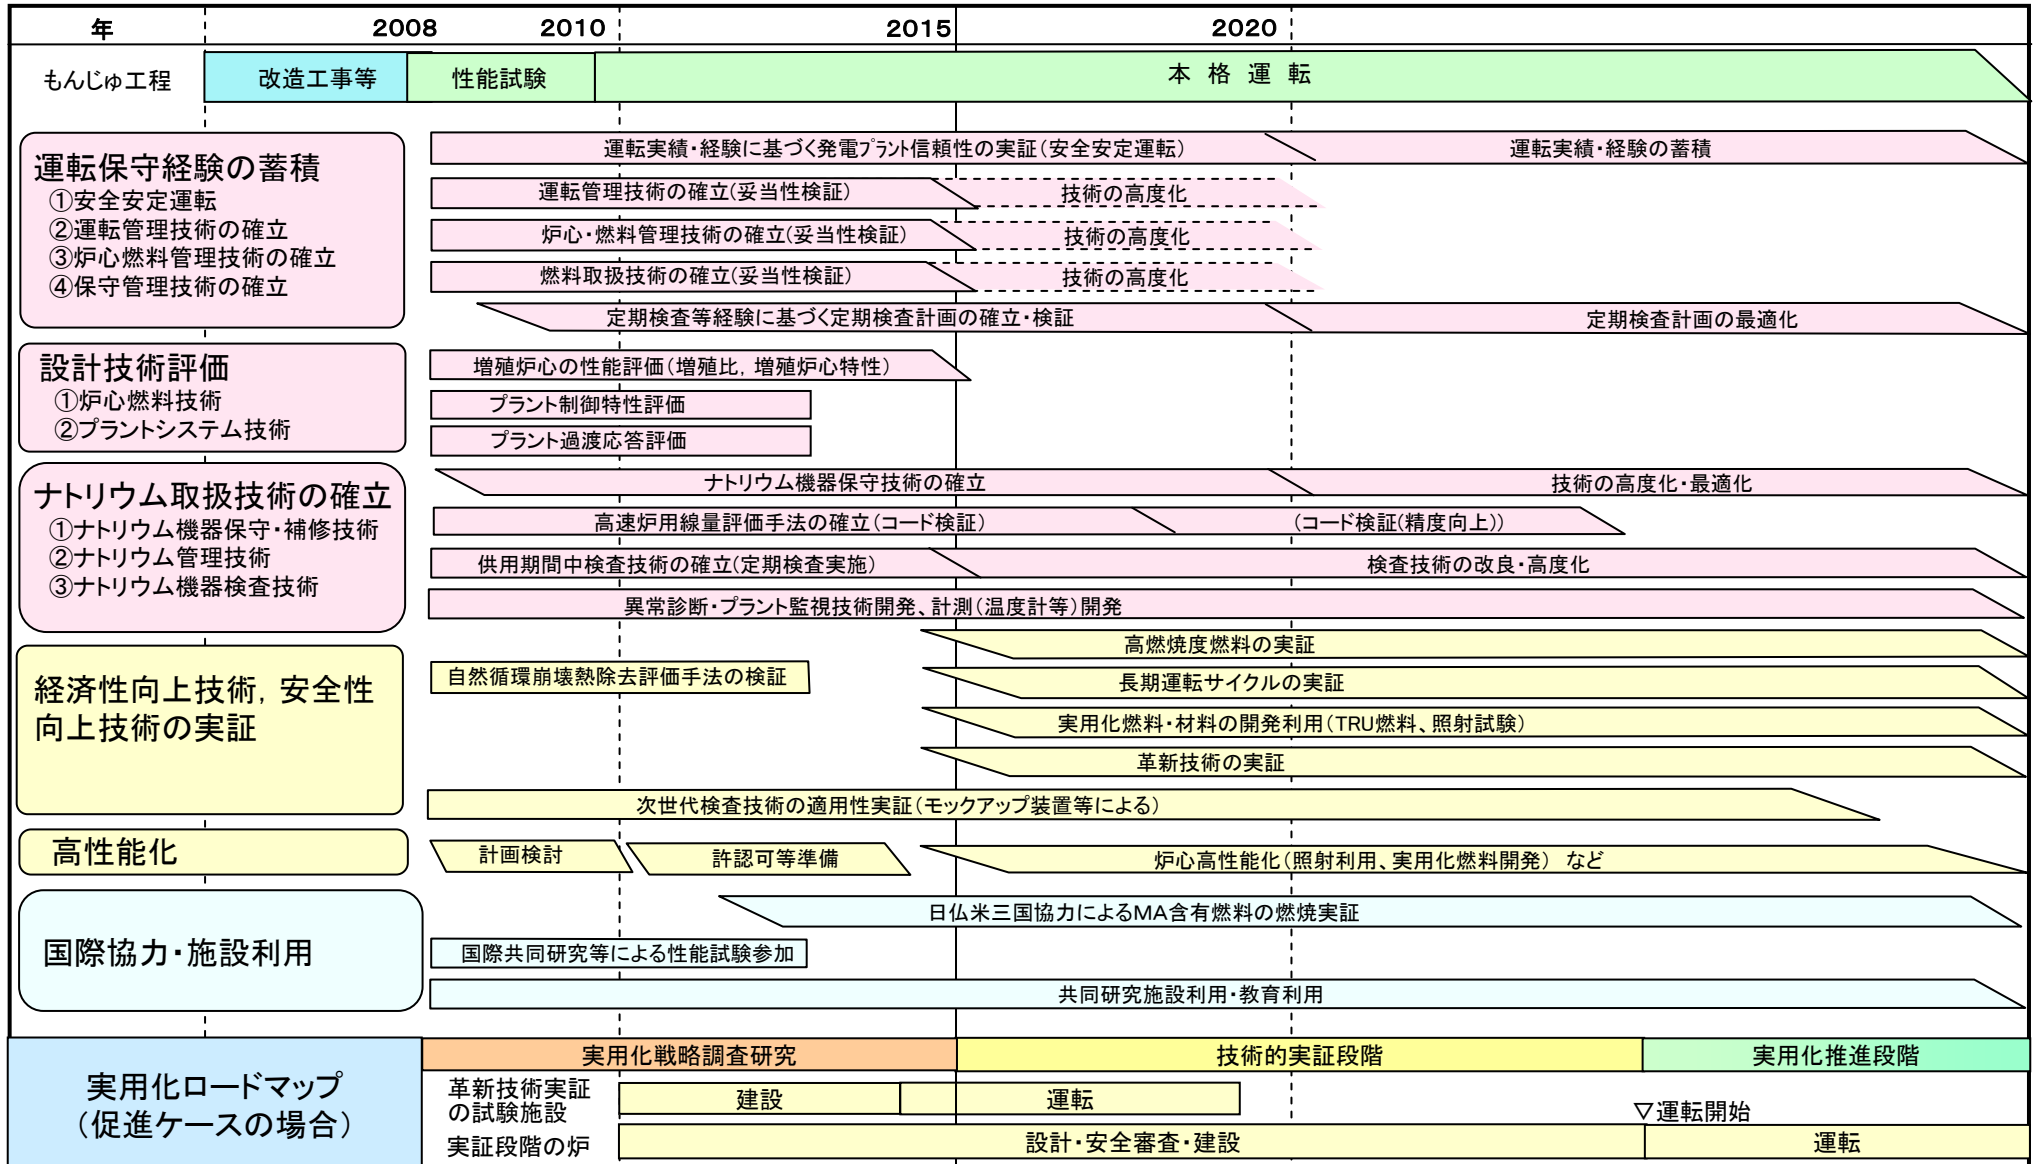 年 2008 2010 2015 2020
もんじゅ工程 改造工事等 性能試験 本格運転
運転保守経験の蓄積
①安全安定運転
②運転管理技術の確立
③炉心燃料管理技術の確立
④保守管理技術の確立
運転実績・経験に基づく発電プラント信頼性の実証(安全安定運転) 運転実績・経験の蓄積
運転管理技術の確立(妥当性検証) 技術の高度化
炉心・燃料管理技術の確立(妥当性検証) 技術の高度化
燃料取扱技術の確立(妥当性検証) 技術の高度化
定期検査等経験に基づく定期検査計画の確立・検証 定期検査計画の最適化
設計技術評価
①炉心燃料技術
②プラントシステム技術
増殖炉心の性能評価(増殖比, 増殖炉心特性)
プラント制御特性評価
プラント過渡応答評価
ナトリウム取扱技術の確立
①ナトリウム機器保守・補修技術
②ナトリウム管理技術
③ナトリウム機器検査技術
ナトリウム機器保守技術の確立 技術の高度化・最適化
高速炉用線量評価手法の確立(コード検証) (コード検証(精度向上))
供用期間中検査技術の確立(定期検査実施) 検査技術の改良・高度化
異常診断・プラント監視技術開発、計測(温度計等)開発
経済性向上技術, 安全性
向上技術の実証
高燃焼度燃料の実証
自然循環崩壊熱除去評価手法の検証 長期運転サイクルの実証
実用化燃料・材料の開発利用(TRU燃料、照射試験)
革新技術の実証
次世代検査技術の適用性実証(モックアップ装置等による)
高性能化
計画検討 許認可等準備 炉心高性能化(照射利用、実用化燃料開発) など
国際協力・施設利用
日仏米三国協力によるMA含有燃料の燃焼実証
国際共同研究等による性能試験参加
共同研究施設利用・教育利用
実用化ロードマップ
(促進ケースの場合)
実用化戦略調査研究 技術的実証段階 実用化推進段階
革新技術実証
の試験施設
建設 運転
▽運転開始
実証段階の炉 設計・安全審査・建設 運転